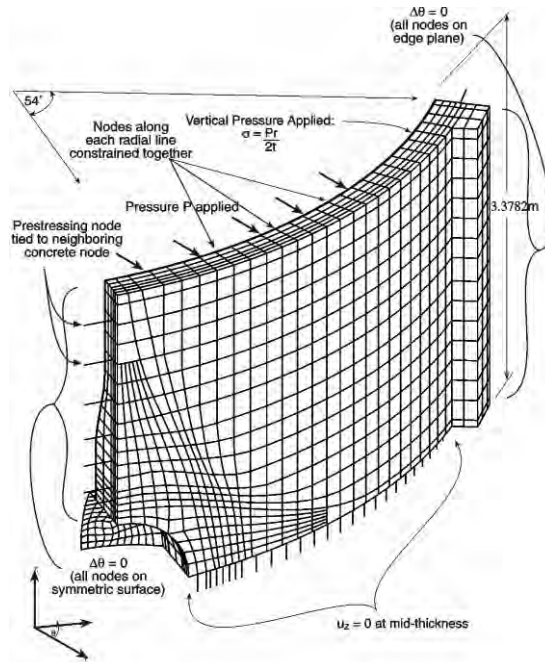 Δθ = 0
(all nodes on
edge plane)
54°
Nodes along
each radial line
constrained together
Vertical Pressure Applied:
σ = Pr
2t
Pressure P applied
3.3782m
Prestressing node
tied to neighboring
concrete node
Δθ = 0
(all nodes on
symmetric surface)
θ
u_z = 0 at mid-thickness